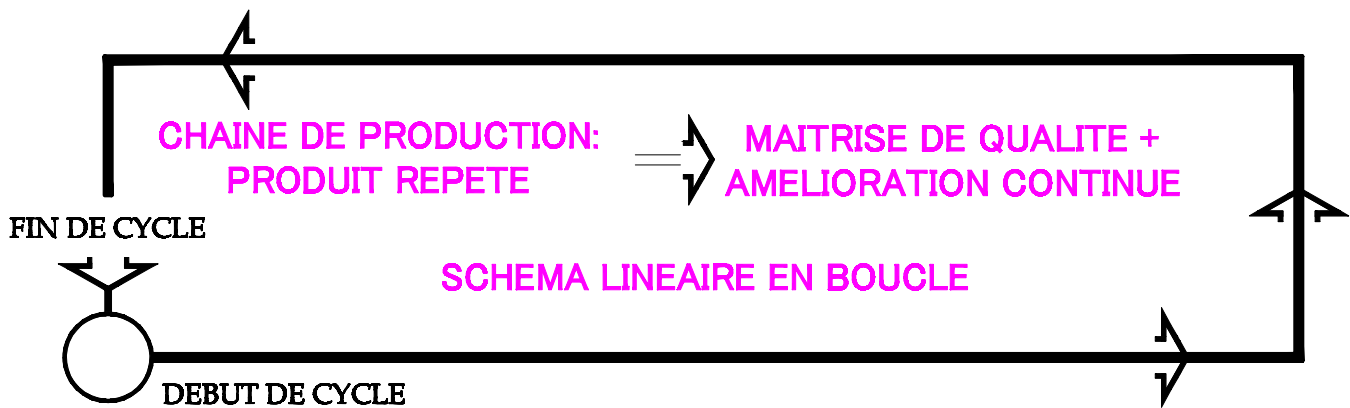 CHAINE DE PRODUCTION:
PRODUIT REPETE
MAITRISE DE QUALITE +
AMELIORATION CONTINUE
FIN DE CYCLE
SCHEMA LINEAIRE EN BOUCLE
DEBUT DE CYCLE